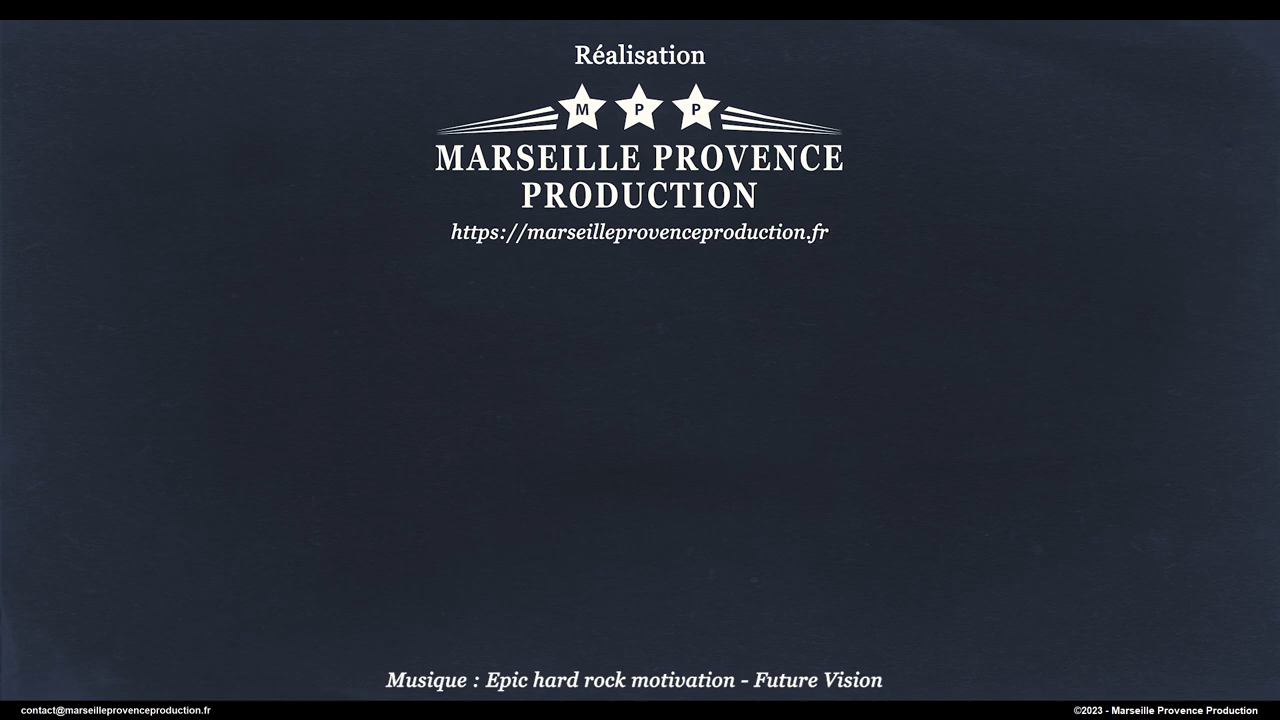 Réalisation
M P P
MARSEILLE PROVENCE
PRODUCTION
https://marseilleprovenceproduction.fr
Musique : Epic hard rock motivation - Future Vision
contact@marseilleprovenceproduction.fr
©2023 - Marseille Provence Production